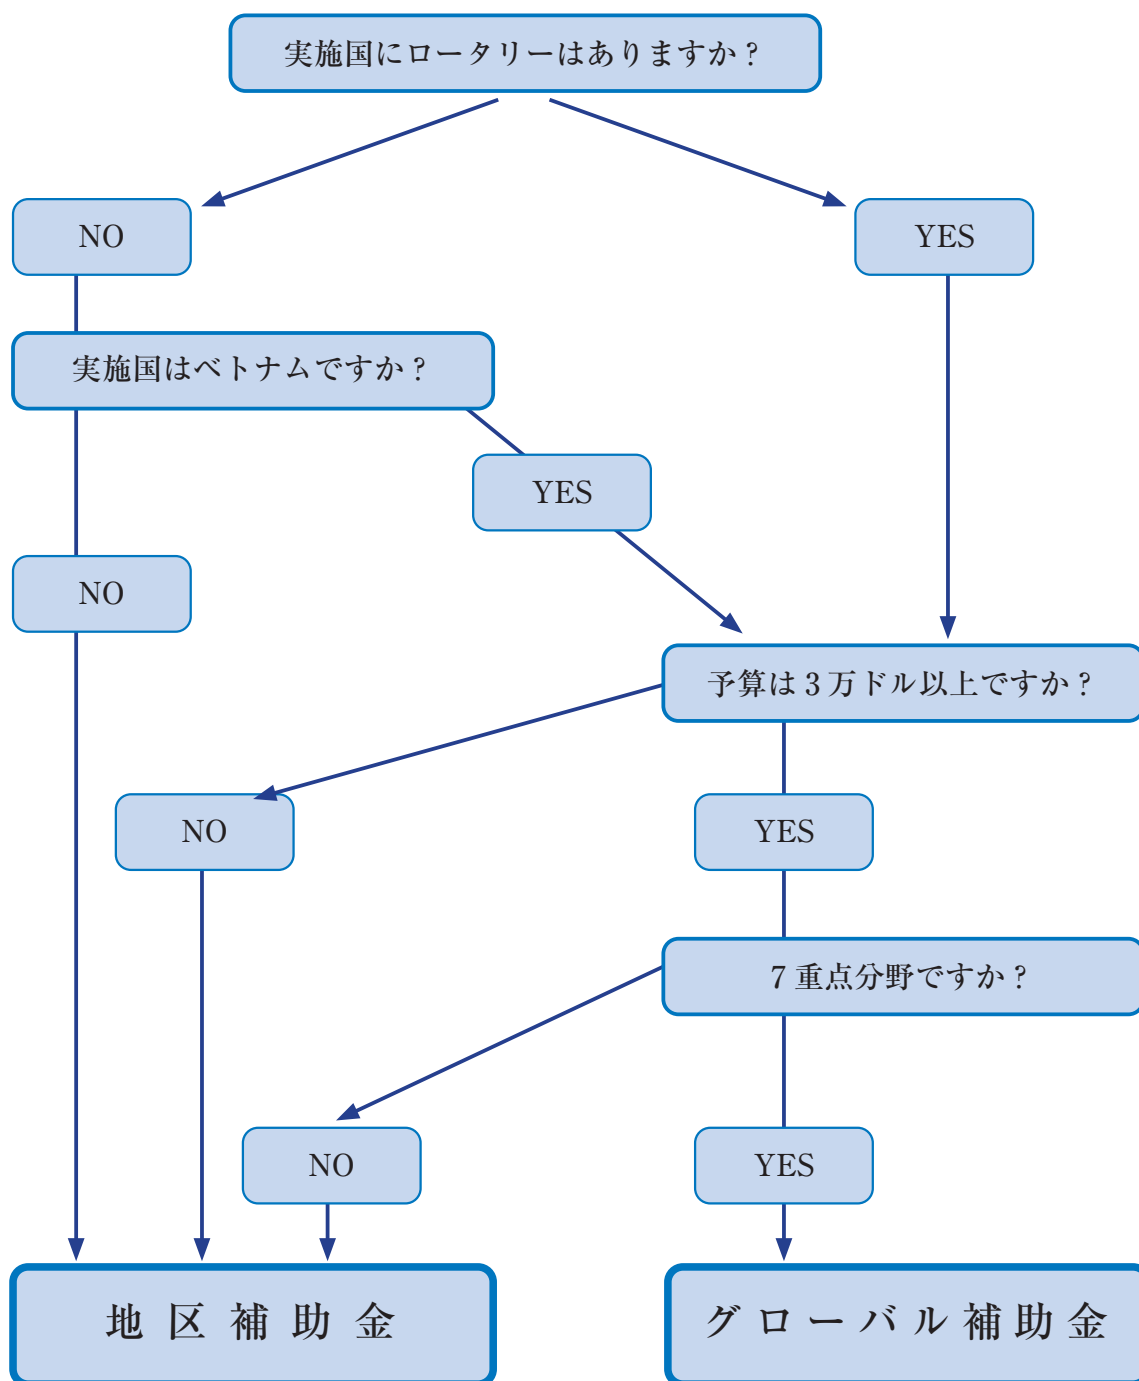 実施国にロータリーはありますか？
NO
YES
実施国はベトナムですか？
YES
NO
予算は３万ドル以上ですか？
NO
YES
７重点分野ですか？
NO
YES
地区補助金
グローバル補助金